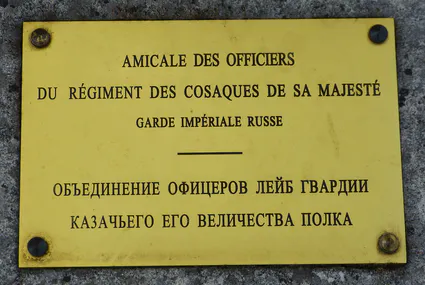 AMICALE DES OFFICIERS
DU RÉGIMENT DES COSAQUES DE SA MAJESTÉ
GARDE IMPÉRIALE RUSSE
ОБЪЕДИНЕНИЕ ОФИЦЕРОВ ЛЕЙБ ГВАРДИИ
КАЗАЧЬЕГО ЕГО ВЕЛИЧЕСТВА ПОЛКА